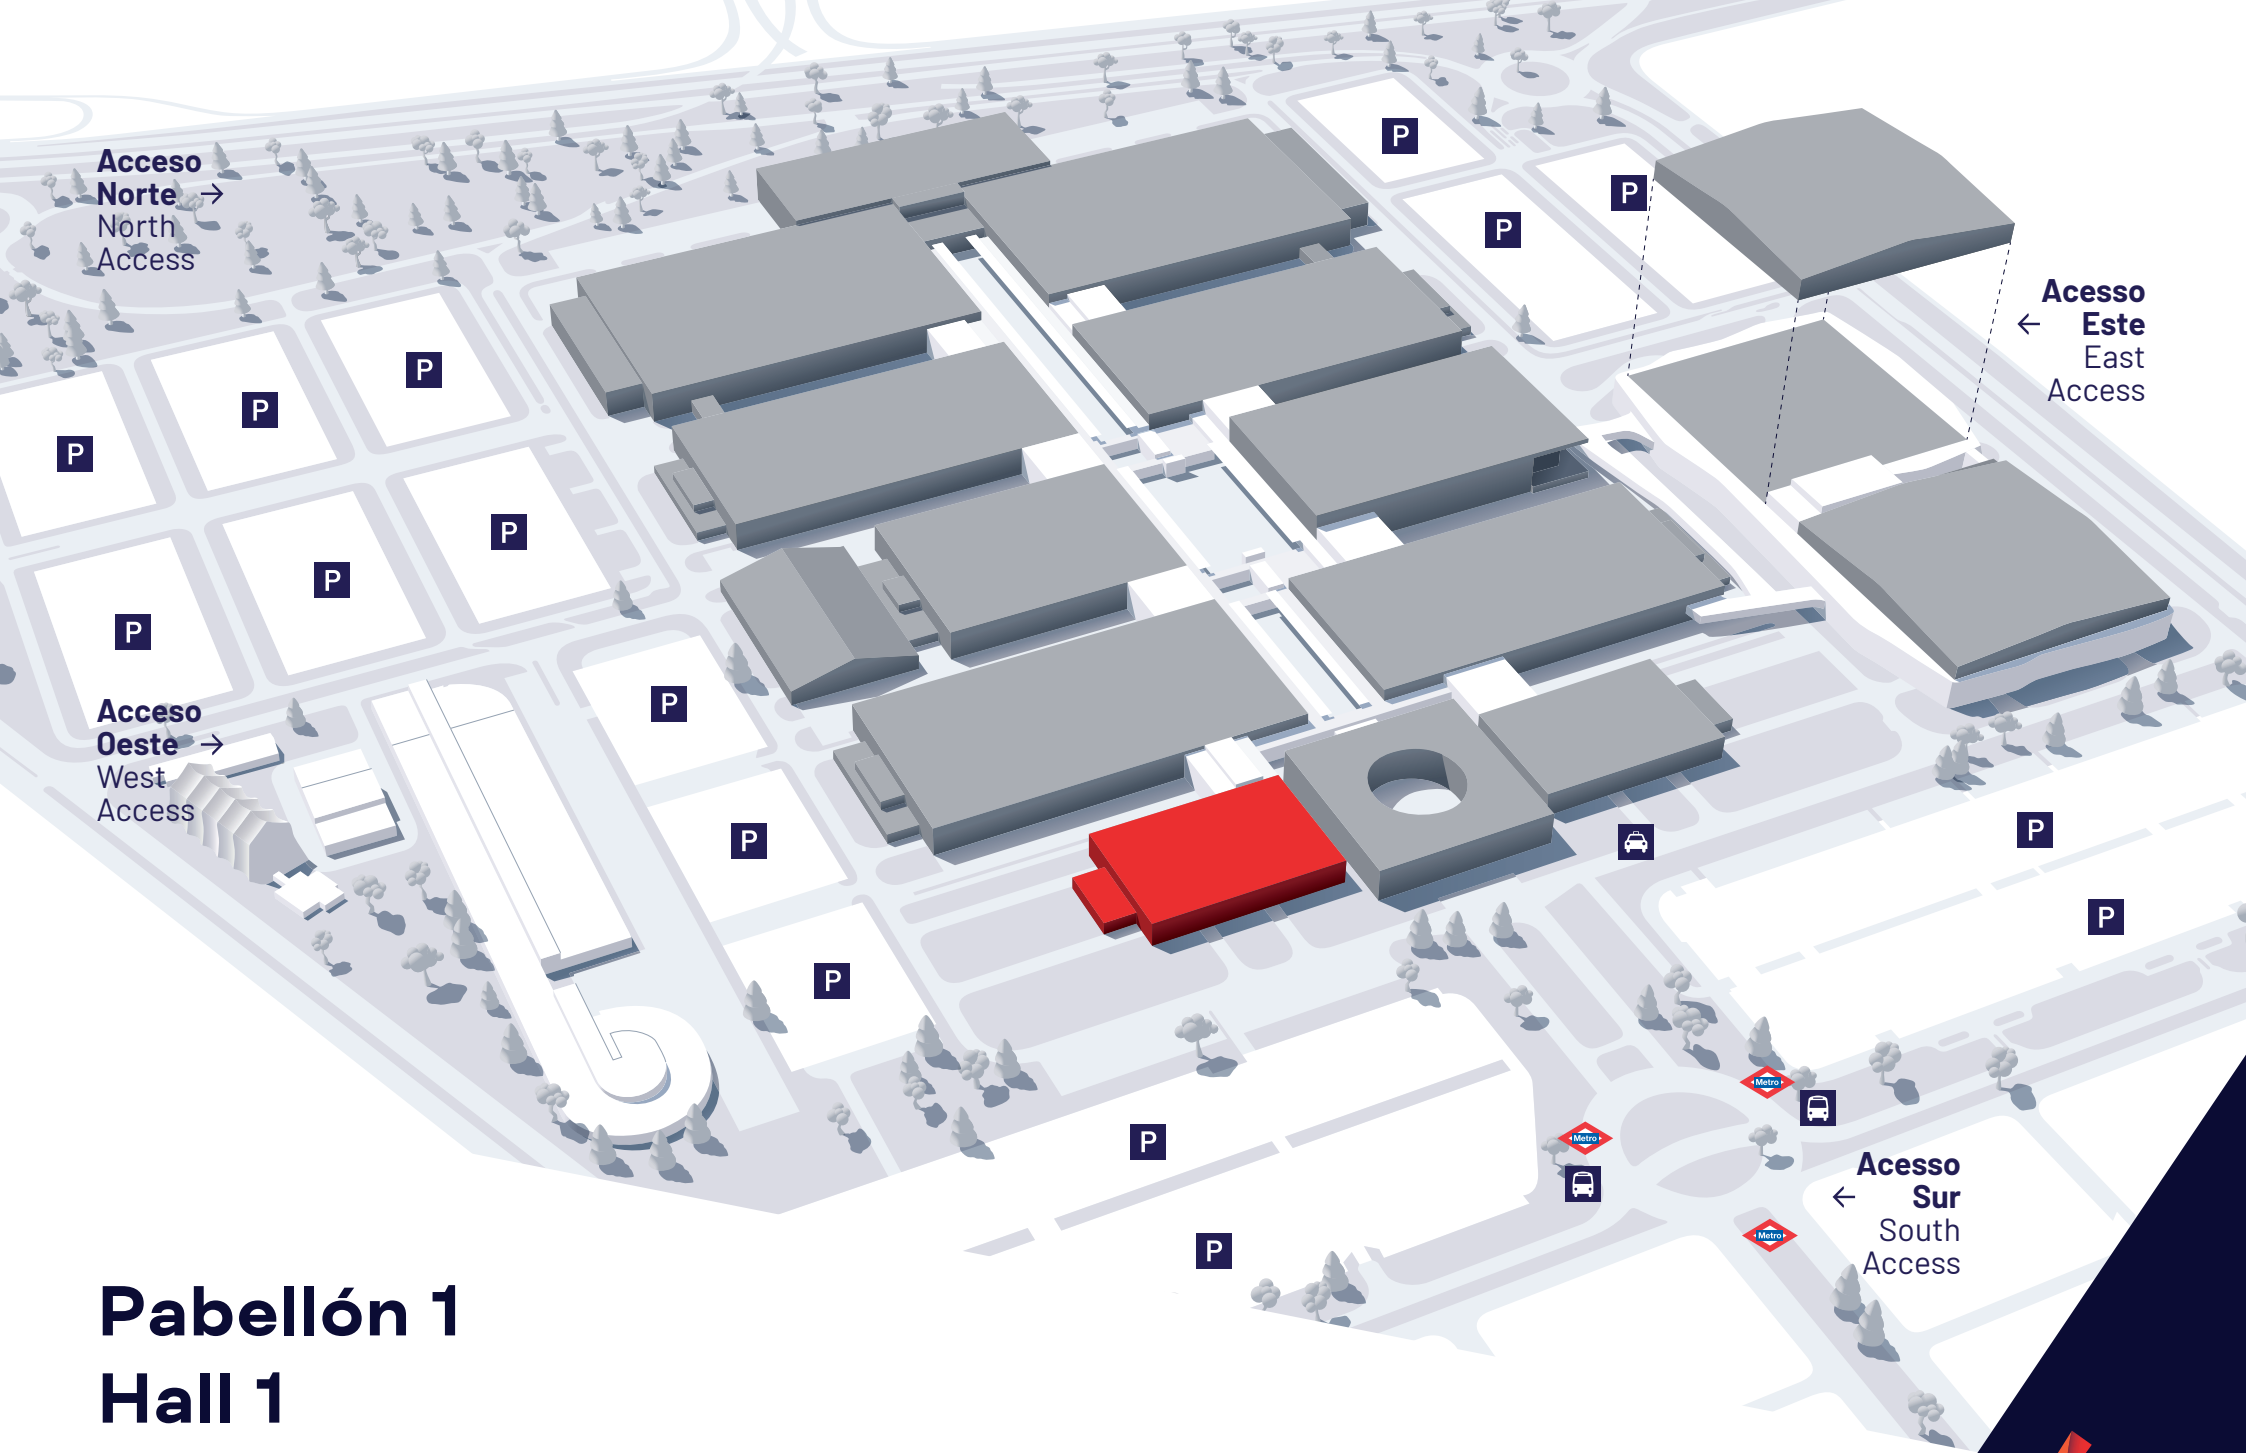 P
P
P
Acceso
Norte →
North
Access
Acesso
← Este
East
Access
P
P
P
P
P
P
P
Acceso
Oeste →
West
Access
P
P
P
P
P
Metro
Metro
P
Acesso
← Sur
South
Access
Metro
P
Pabellón 1
Hall 1